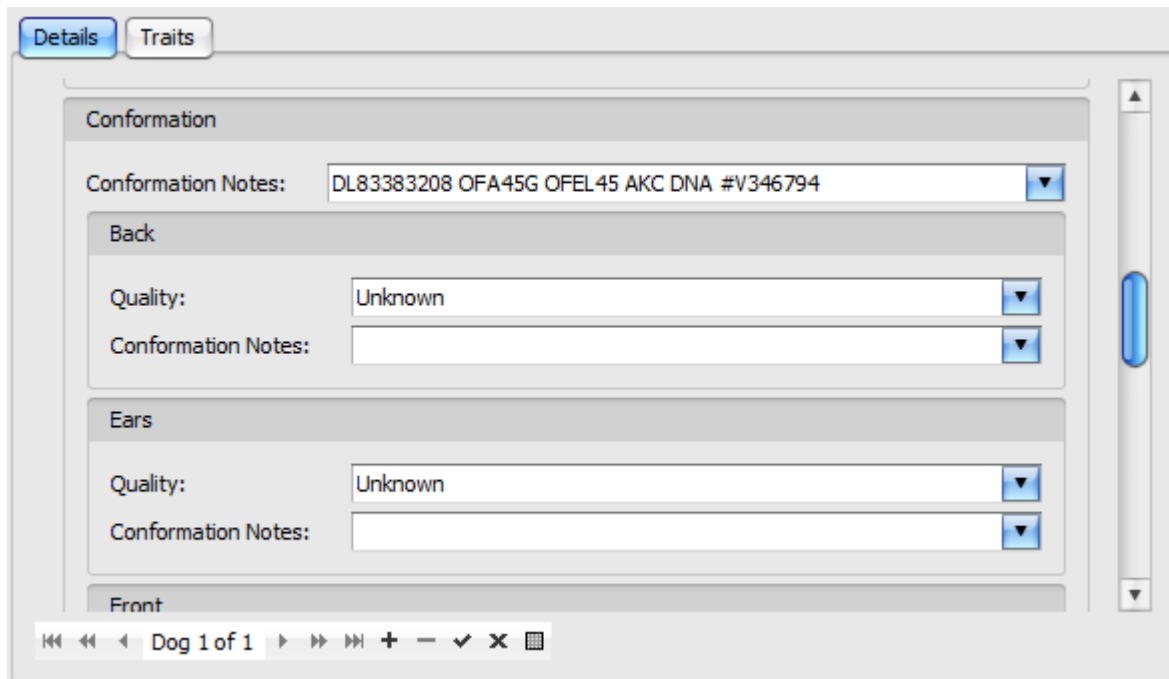 Details Traits
Conformation
Conformation Notes: DL83383208 OFA45G OFEL45 AKC DNA #V346794
Back
Quality: Unknown
Conformation Notes:
Ears
Quality: Unknown
Conformation Notes:
Front
Dog 1 of 1